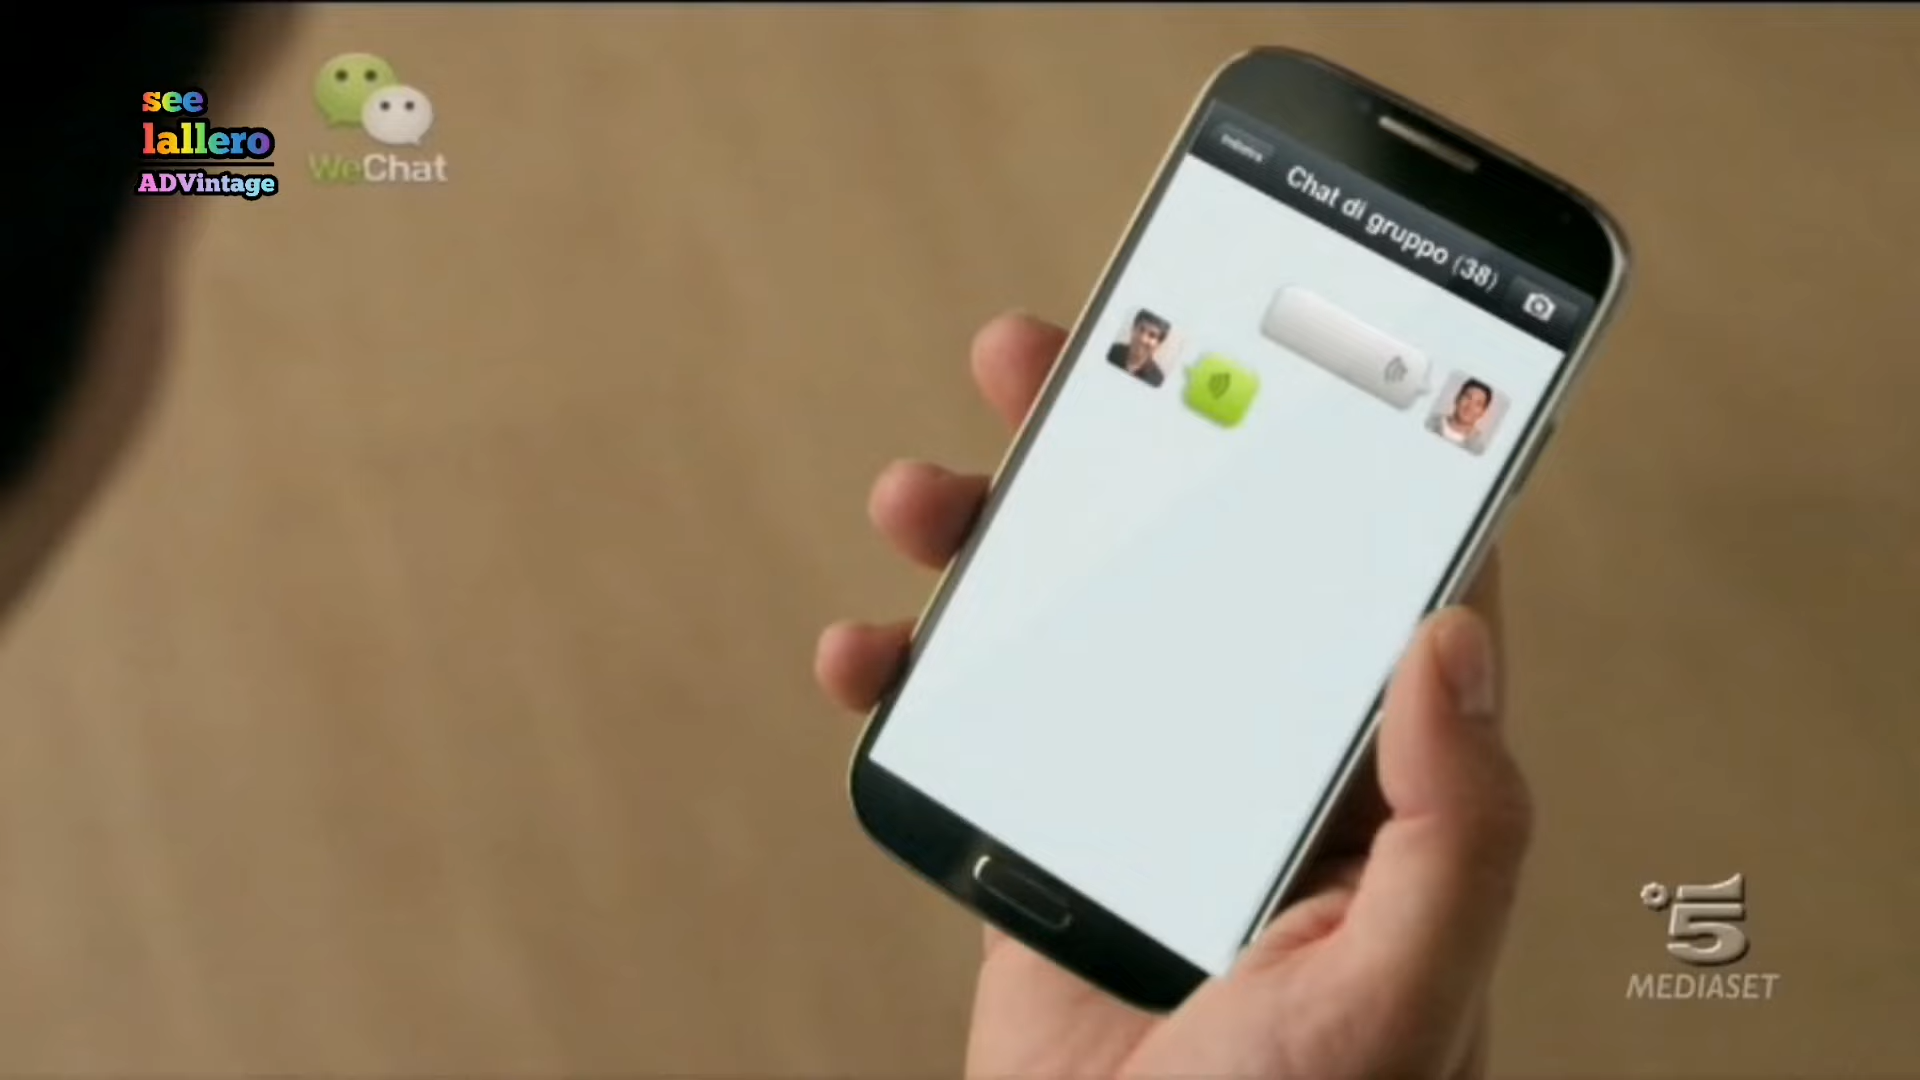 see
lallero
ADVintage
WeChat
Chat di gruppo (38)
5
MEDIASET